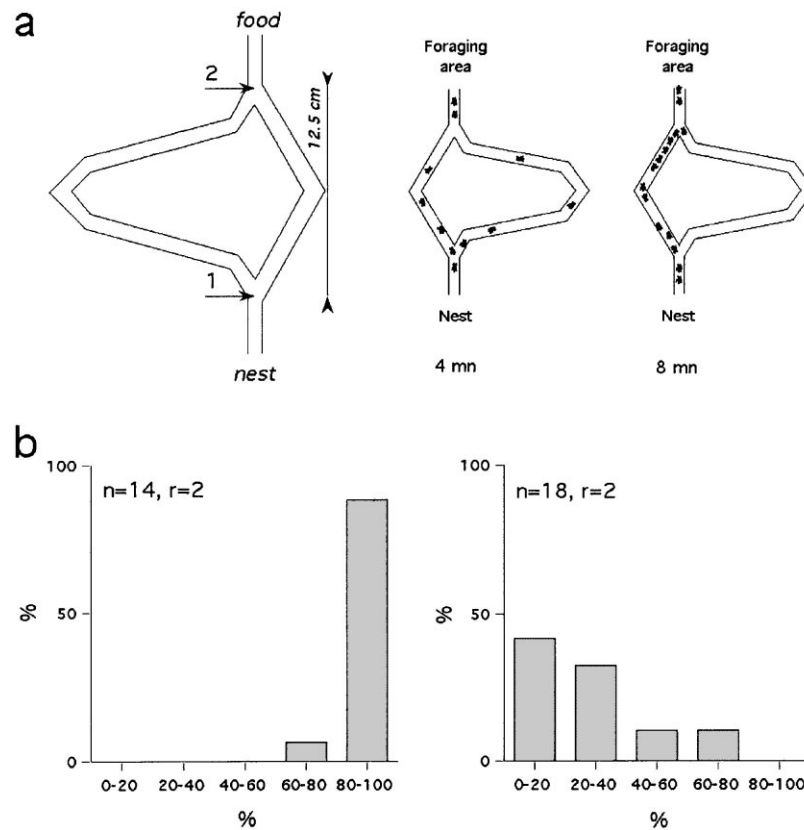 a
food
2
12.5 cm
1
nest
Foraging
area
Nest
4 mn
Foraging
area
Nest
8 mn
b
100
n=14, r=2
%
50
0
0-20 20-40 40-60 60-80 80-100
%
100
n=18, r=2
%
50
0
0-20 20-40 40-60 60-80 80-100
%